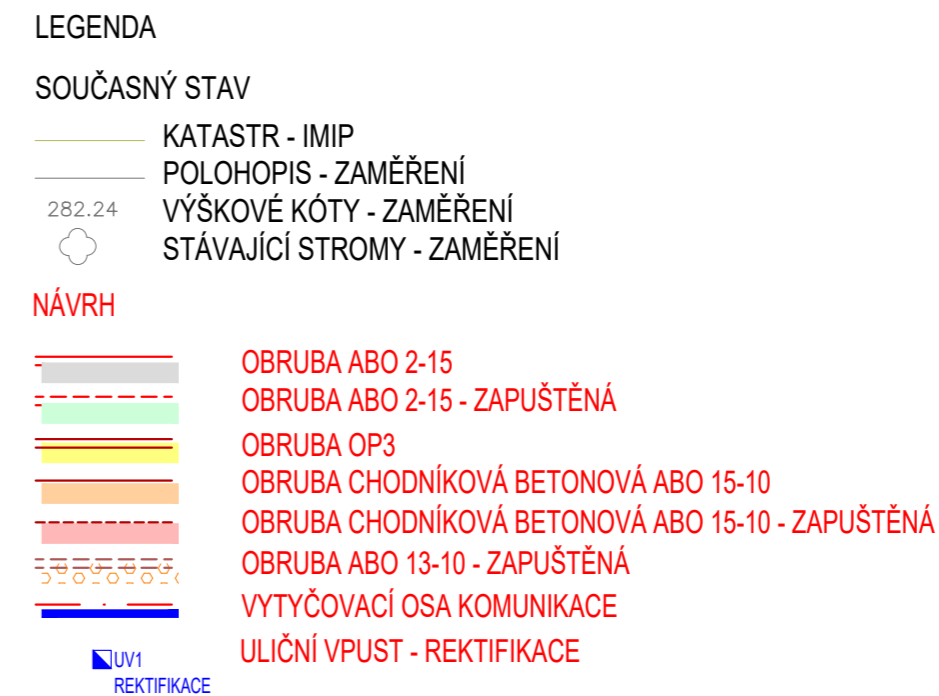 LEGENDA
SOUČASNÝ STAV
KATASTR - IMIP
POLOHOPIS - ZAMĚŘENÍ
282.24 VÝŠKOVÉ KÓTY - ZAMĚŘENÍ
STÁVAJÍCÍ STROMY - ZAMĚŘENÍ
NÁVRH
OBRUBA ABO 2-15
OBRUBA ABO 2-15 - ZAPUŠTĚNÁ
OBRUBA OP3
OBRUBA CHODNÍKOVÁ BETONOVÁ ABO 15-10
OBRUBA CHODNÍKOVÁ BETONOVÁ ABO 15-10 - ZAPUŠTĚNÁ
OBRUBA ABO 13-10 - ZAPUŠTĚNÁ
VYTYČOVACÍ OSA KOMUNIKACE
UV1 ULIČNÍ VPUST - REKTIFIKACE
REKTIFIKACE